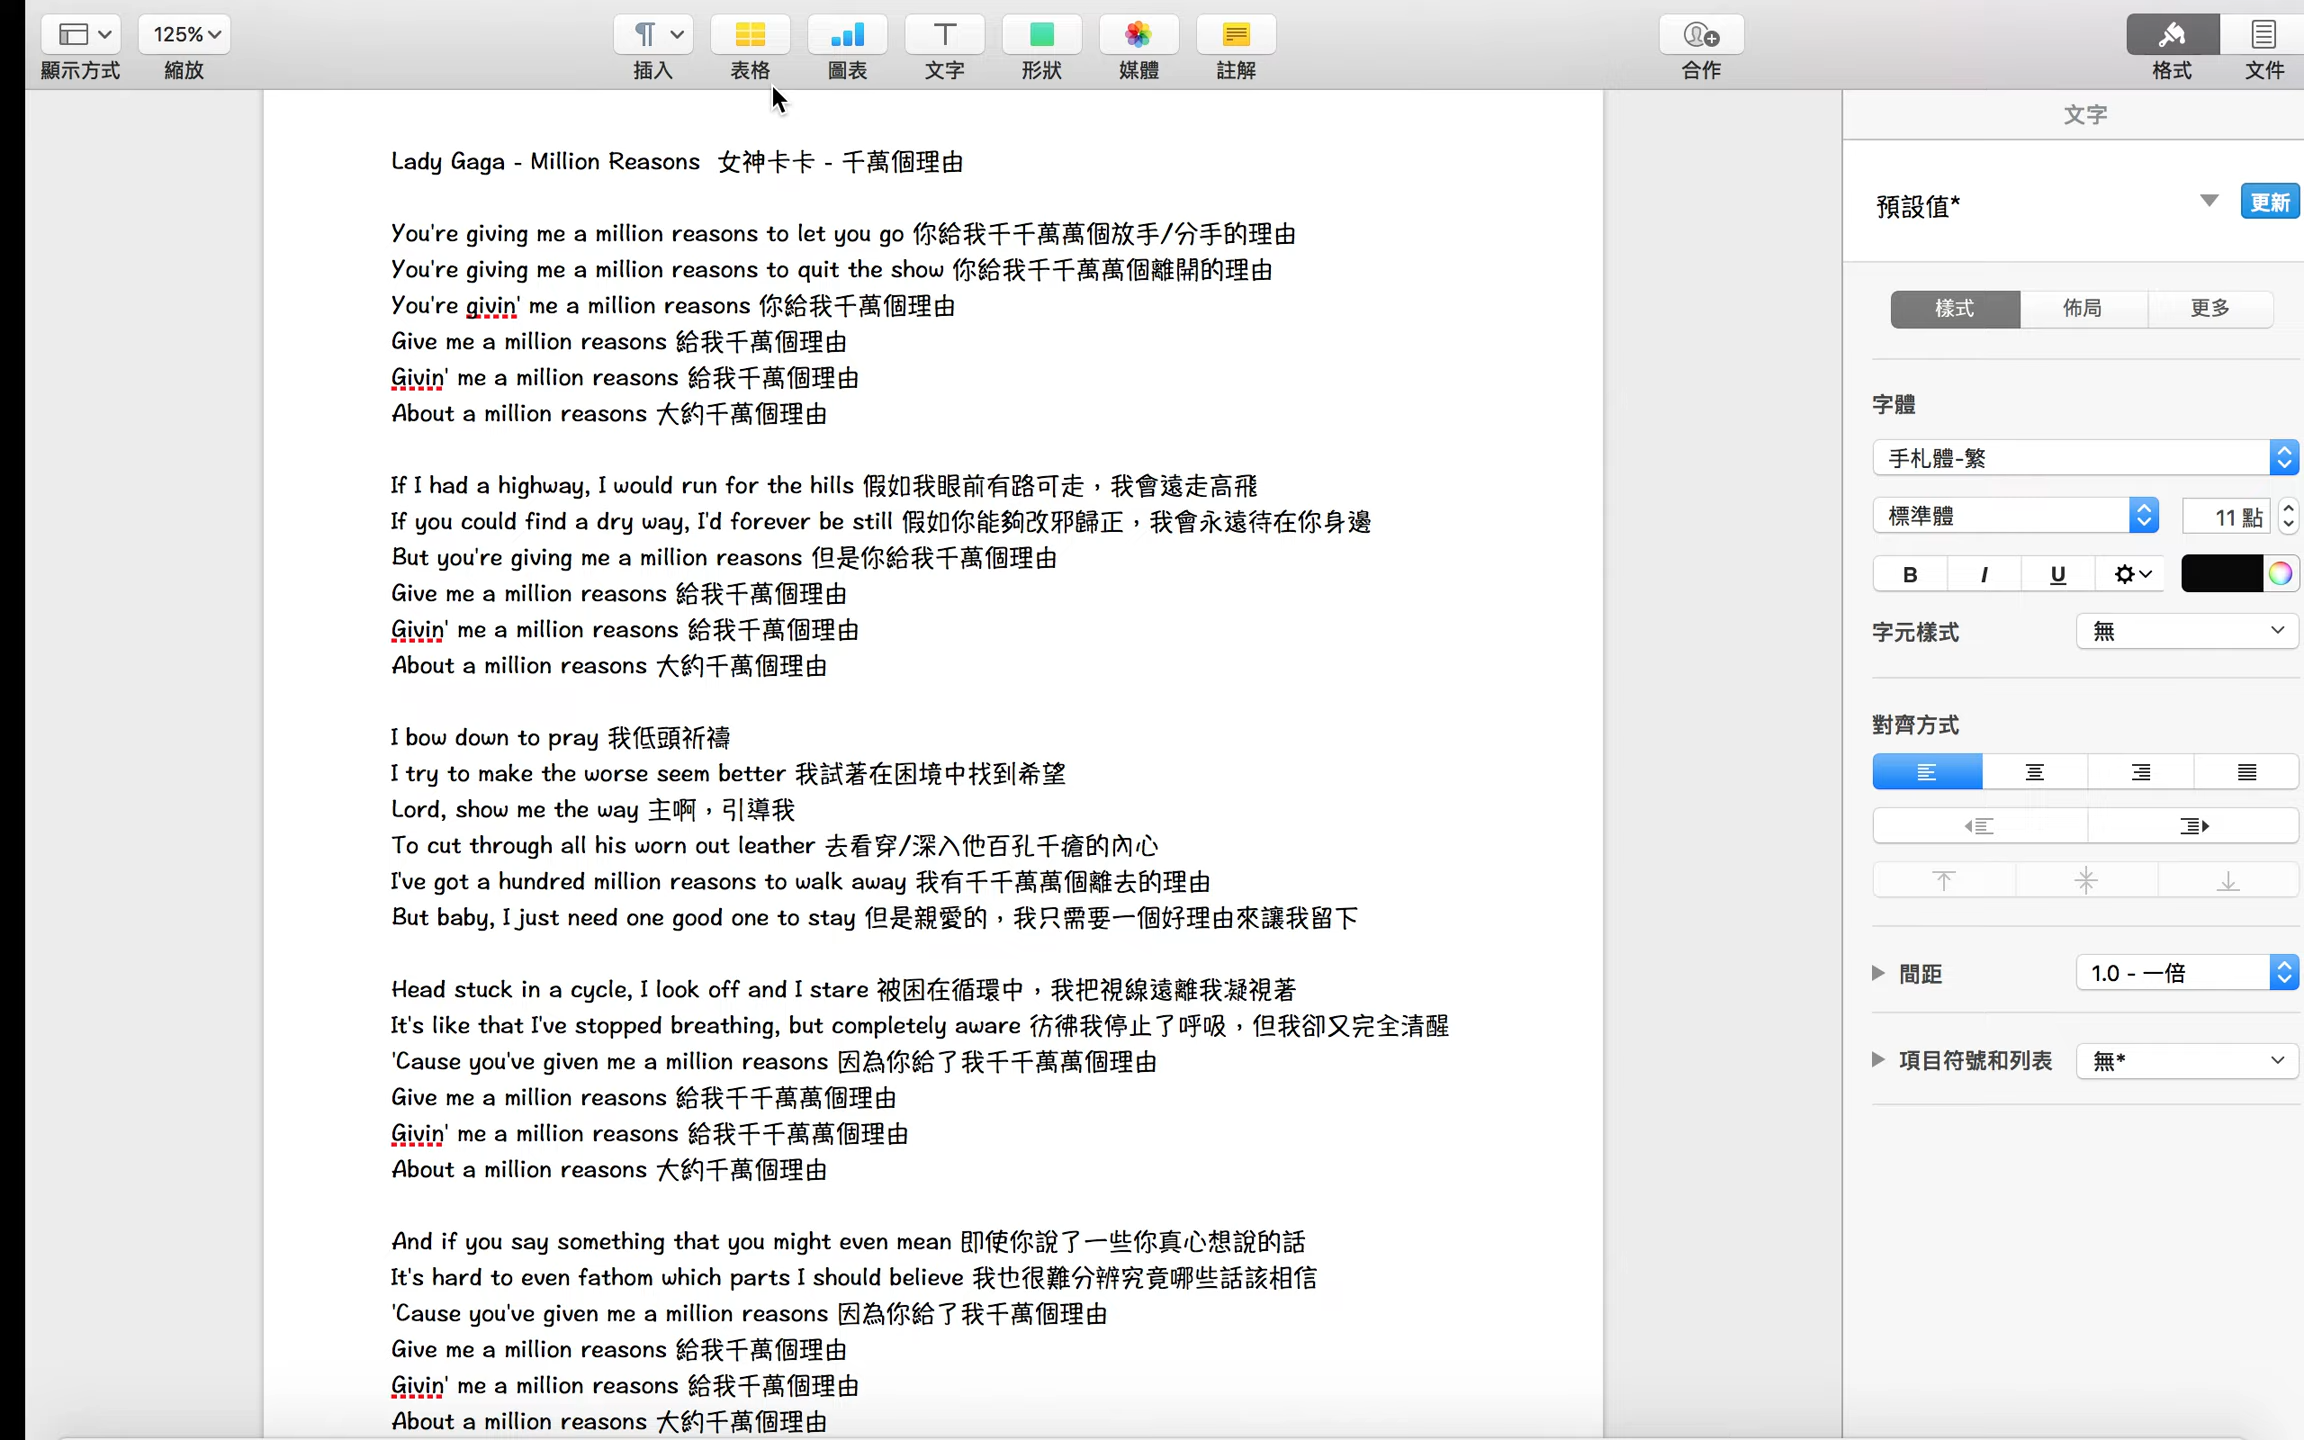 125%
顯示方式
縮放
插入
表格
圖表
文字
形狀
媒體
註解
合作
格式
文件
Lady Gaga - Million Reasons 女神卡卡 - 千萬個理由
You're giving me a million reasons to let you go 你給我千千萬萬個放手/分手的理由
You're giving me a million reasons to quit the show 你給我千千萬萬個離開的理由
You're givin' me a million reasons 你給我千萬個理由
Give me a million reasons 給我千萬個理由
Givin' me a million reasons 給我千萬個理由
About a million reasons 大約千萬個理由
If I had a highway, I would run for the hills 假如我眼前有路可走，我會遠走高飛
If you could find a dry way, I'd forever be still 假如你能夠改邪歸正，我會永遠待在你身邊
But you're giving me a million reasons 但是你給我千萬個理由
Give me a million reasons 給我千萬個理由
Givin' me a million reasons 給我千萬個理由
About a million reasons 大約千萬個理由
I bow down to pray 我低頭祈禱
I try to make the worse seem better 我試著在困境中找到希望
Lord, show me the way 主啊，引導我
To cut through all his worn out leather 去看穿/深入他百孔千瘡的內心
I've got a hundred million reasons to walk away 我有千千萬萬個離去的理由
But baby, I just need one good one to stay 但是親愛的，我只需要一個好理由來讓我留下
Head stuck in a cycle, I look off and I stare 被困在循環中，我把視線遠離我凝視著
It's like that I've stopped breathing, but completely aware 彷彿我停止了呼吸，但我卻又完全清醒
'Cause you've given me a million reasons 因為你給了我千千萬萬個理由
Give me a million reasons 給我千千萬萬個理由
Givin' me a million reasons 給我千千萬萬個理由
About a million reasons 大約千萬個理由
And if you say something that you might even mean 即使你說了一些你真心想說的話
It's hard to even fathom which parts I should believe 我也很難分辨究竟哪些話該相信
'Cause you've given me a million reasons 因為你給了我千萬個理由
Give me a million reasons 給我千萬個理由
Givin' me a million reasons 給我千萬個理由
About a million reasons 大約千萬個理由
文字
預設值*
更新
樣式
佈局
更多
字體
手札體-繁
標準體
11 點
B
I
U
字元樣式
無
對齊方式
間距
1.0 - 一倍
項目符號和列表
無*